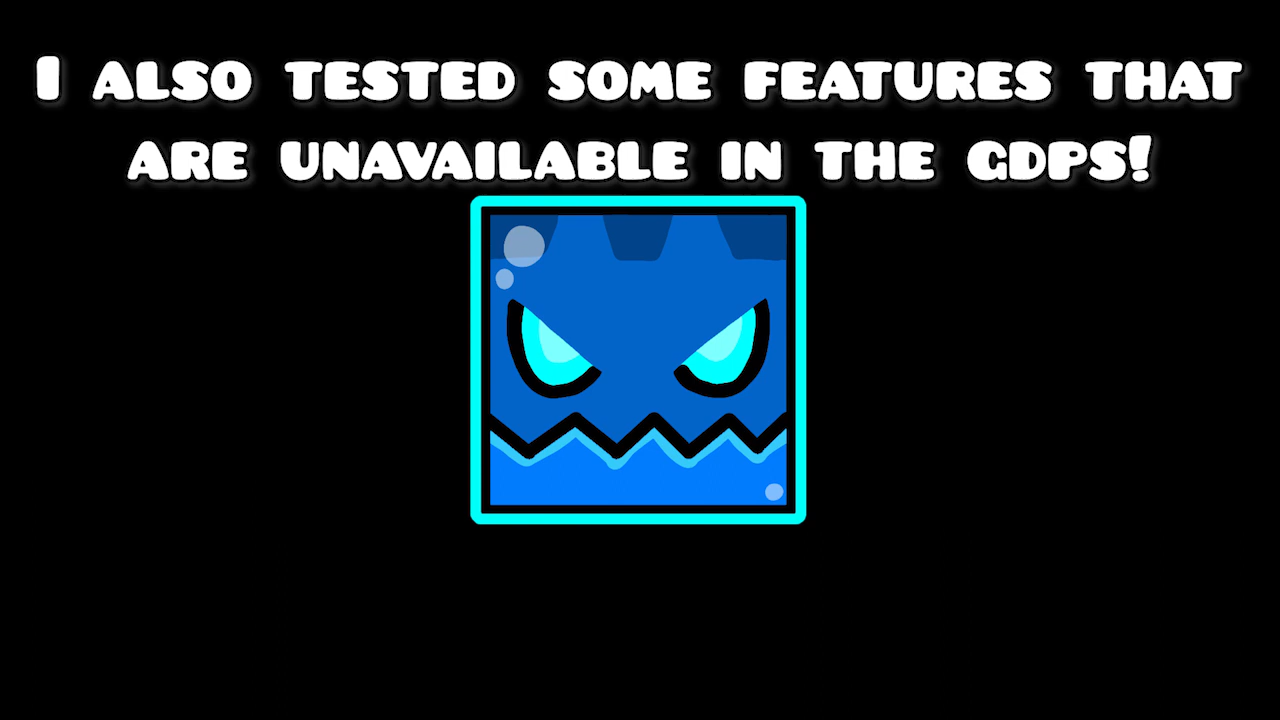 I ALSO TESTED SOME FEATURES THAT
ARE UNAVAILABLE IN THE GDPS!